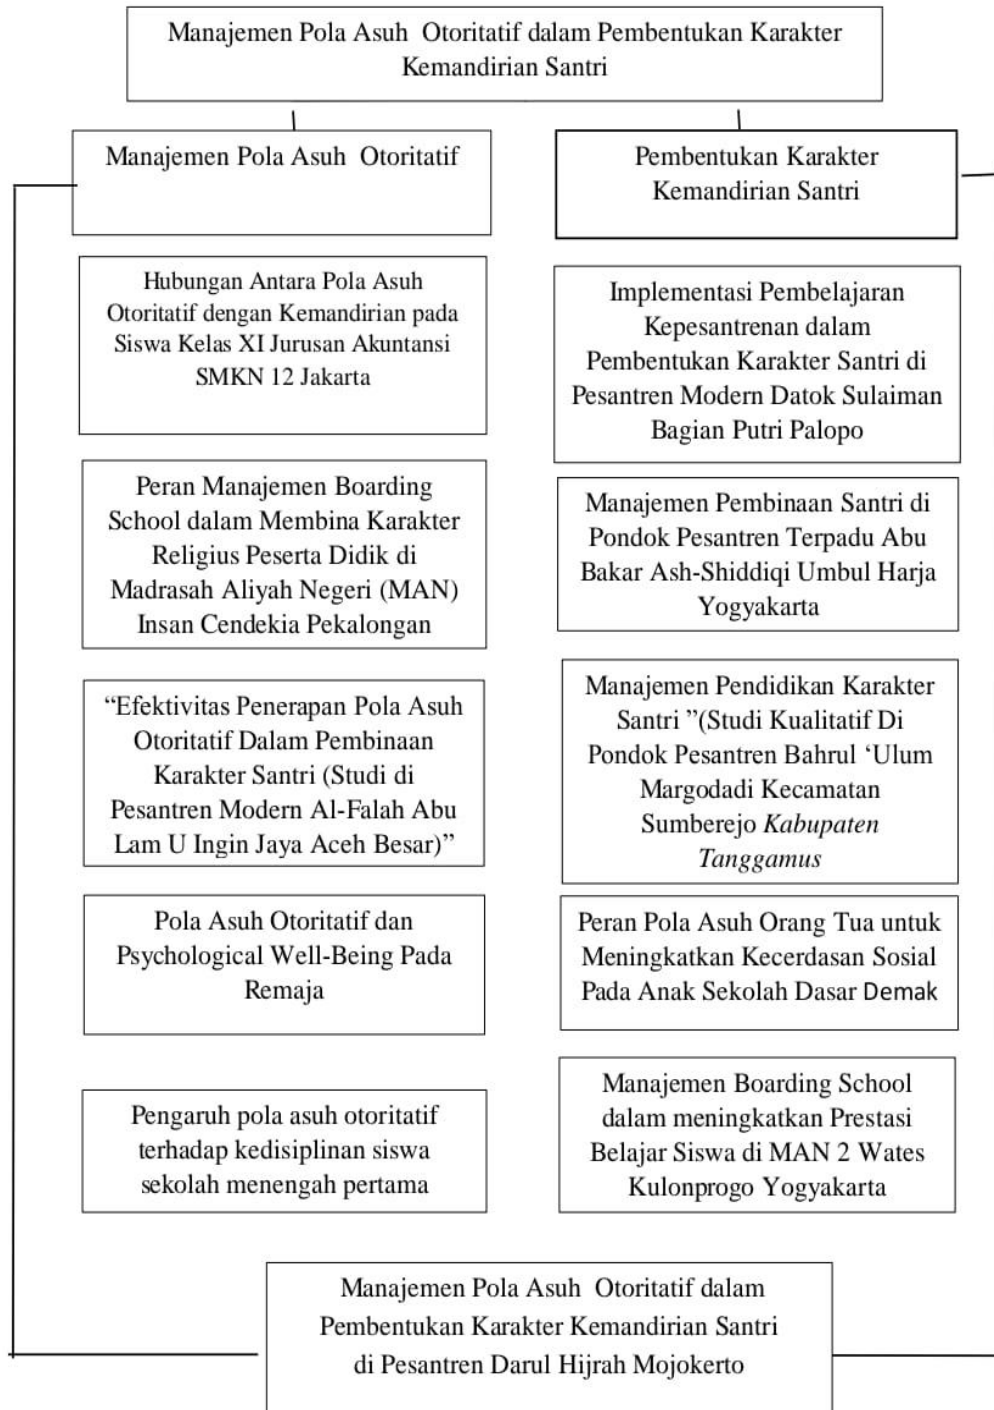 Manajemen Pola Asuh Otoritatif dalam Pembentukan Karakter
Kemandirian Santri
Manajemen Pola Asuh Otoritatif
Pembentukan Karakter
Kemandirian Santri
Hubungan Antara Pola Asuh
Otoritatif dengan Kemandirian pada
Siswa Kelas XI Jurusan Akuntansi
SMKN 12 Jakarta
Implementasi Pembelajaran
Kepesantrenan dalam
Pembentukan Karakter Santri di
Pesantren Modern Datok Sulaiman
Bagian Putri Palopo
Peran Manajemen Boarding
School dalam Membina Karakter
Religius Peserta Didik di
Madrasah Aliyah Negeri (MAN)
Insan Cendekia Pekalongan
Manajemen Pembinaan Santri di
Pondok Pesantren Terpadu Abu
Bakar Ash-Shiddiqi Umbul Harja
Yogyakarta
“Efektivitas Penerapan Pola Asuh
Otoritatif Dalam Pembinaan
Karakter Santri (Studi di
Pesantren Modern Al-Falah Abu
Lam U Ingin Jaya Aceh Besar)”
Manajemen Pendidikan Karakter
Santri ”(Studi Kualitatif Di
Pondok Pesantren Bahrul ‘Ulum
Margodadi Kecamatan
Sumberejo Kabupaten
Tanggamus
Pola Asuh Otoritatif dan
Psychological Well-Being Pada
Remaja
Peran Pola Asuh Orang Tua untuk
Meningkatkan Kecerdasan Sosial
Pada Anak Sekolah Dasar Demak
Pengaruh pola asuh otoritatif
terhadap kedisiplinan siswa
sekolah menengah pertama
Manajemen Boarding School
dalam meningkatkan Prestasi
Belajar Siswa di MAN 2 Wates
Kulonprogo Yogyakarta
Manajemen Pola Asuh Otoritatif dalam
Pembentukan Karakter Kemandirian Santri
di Pesantren Darul Hijrah Mojokerto